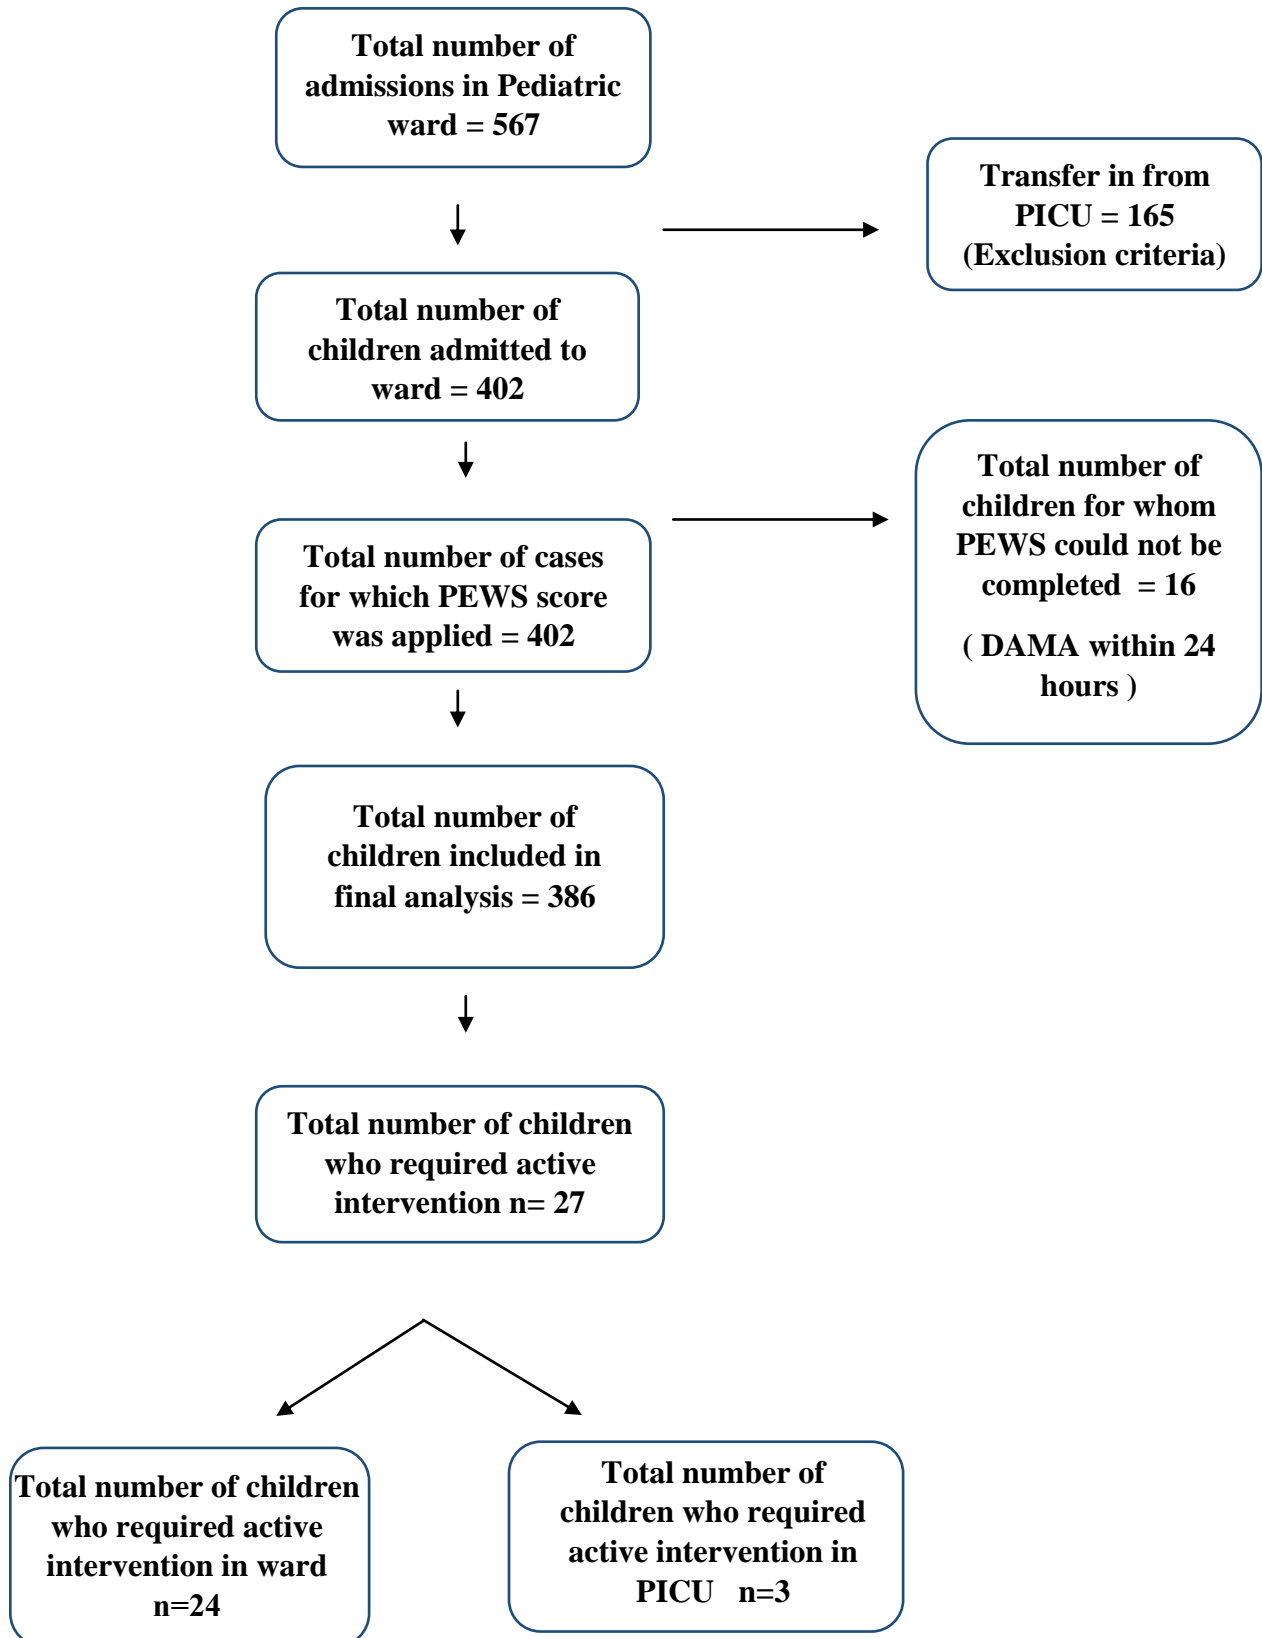 Total number of
admissions in Pediatric
ward = 567
Transfer in from
PICU = 165
(Exclusion criteria)
Total number of
children admitted to
ward = 402
Total number of
children for whom
PEWS could not be
completed = 16
( DAMA within 24
hours )
Total number of cases
for which PEWS score
was applied = 402
Total number of
children included in
final analysis = 386
Total number of children
who required active
intervention n= 27
Total number of children
who required active
intervention in ward
n=24
Total number of
children who required
active intervention in
PICU n=3